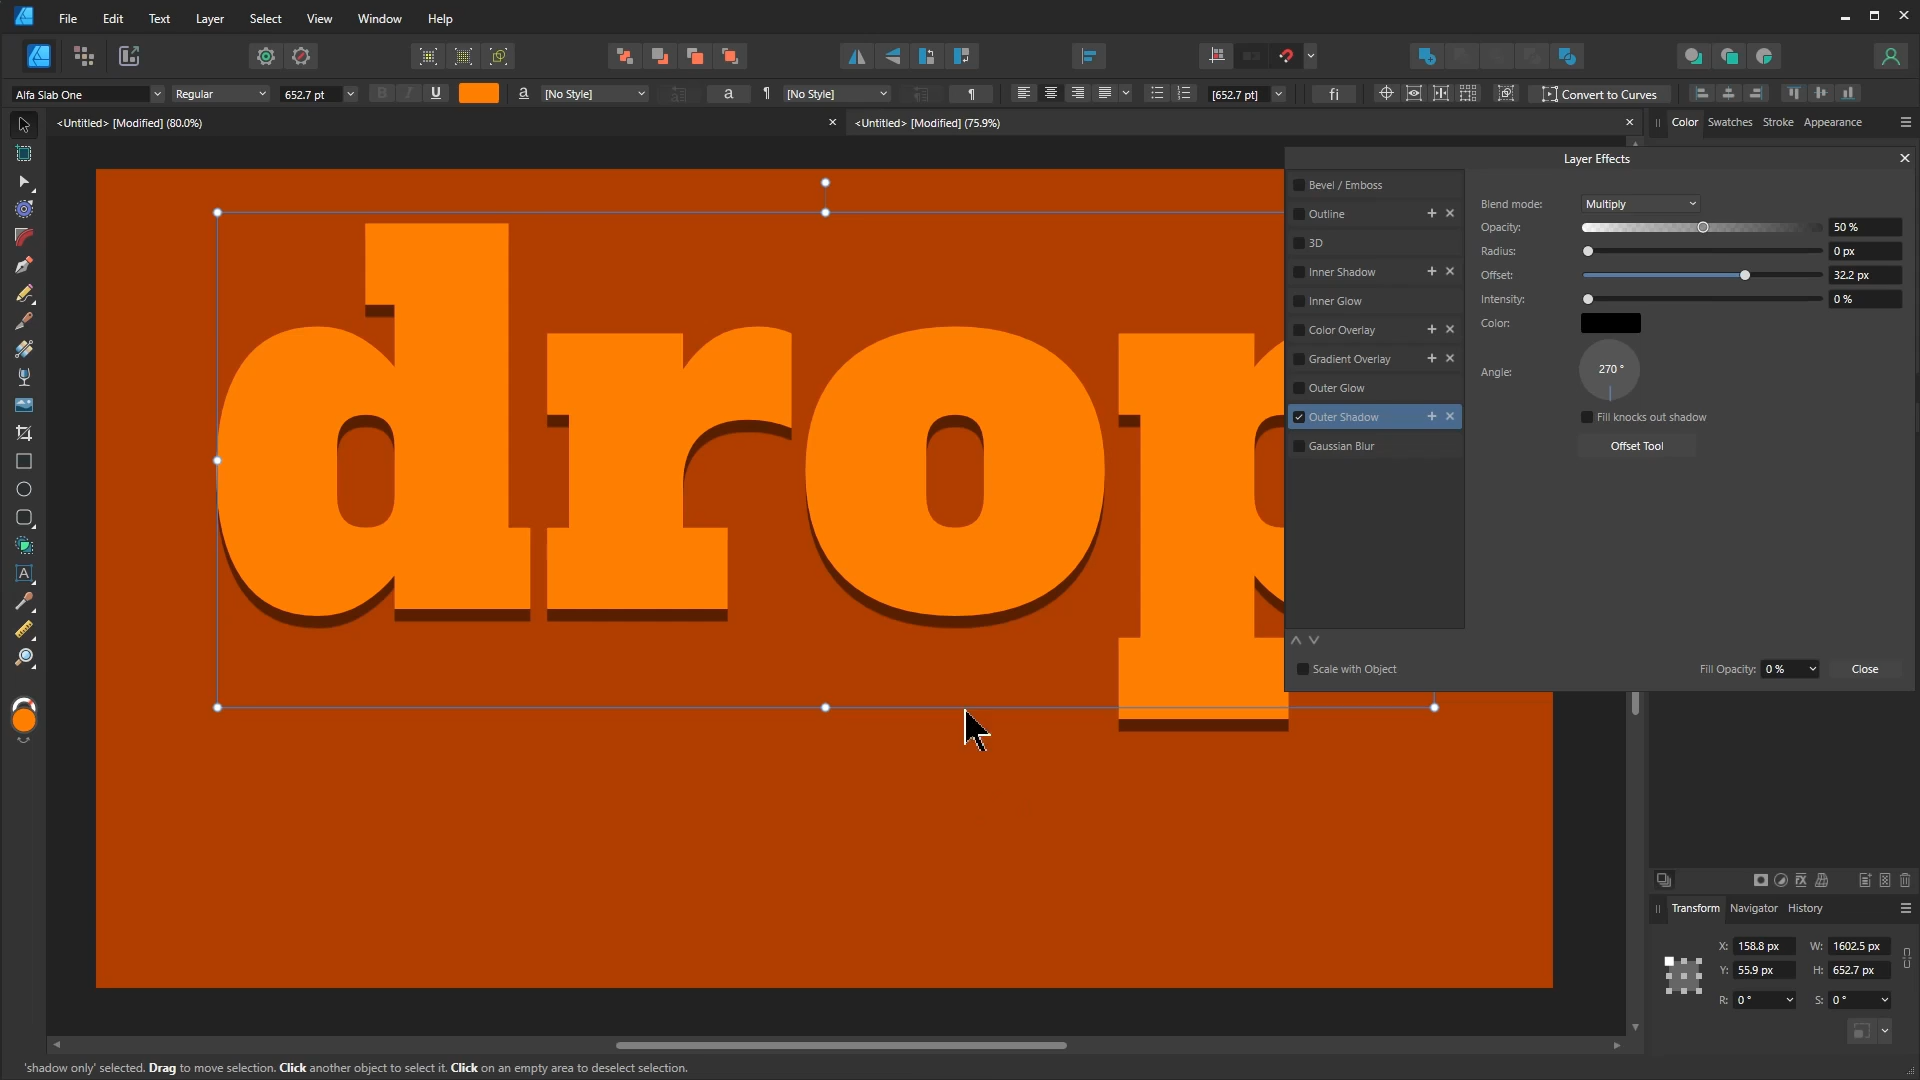 File Edit Text Layer Select View Window Help
Alfa Slab One Regular 652.7 pt B I U a [No Style] a ¶ [No Style] ¶ [652.7 pt] fi Convert to Curves
<Untitled> [Modified] (80.0%) <Untitled> [Modified] (75.9%) Color Swatches Stroke Appearance
Layer Effects
Bevel / Emboss
Outline
3D
Inner Shadow
Inner Glow
Color Overlay
Gradient Overlay
Outer Glow
Outer Shadow
Gaussian Blur
Blend mode: Multiply
Opacity: 50 %
Radius: 0 px
Offset: 32.2 px
Intensity: 0 %
Color:
Angle: 270 °
Fill knocks out shadow
Offset Tool
Scale with Object Fill Opacity: 0 % Close
drop
A
Transform Navigator History
X: 158.8 px W: 1602.5 px
Y: 55.9 px H: 652.7 px
R: 0 ° S: 0 °
'shadow only' selected. Drag to move selection. Click another object to select it. Click on an empty area to deselect selection.